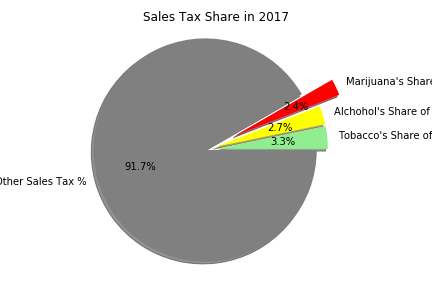 Sales Tax Share in 2017
Marijuana's Share
2.4%
Alchohol's Share of
2.7%
Tobacco's Share of
3.3%
91.7%
Other Sales Tax %